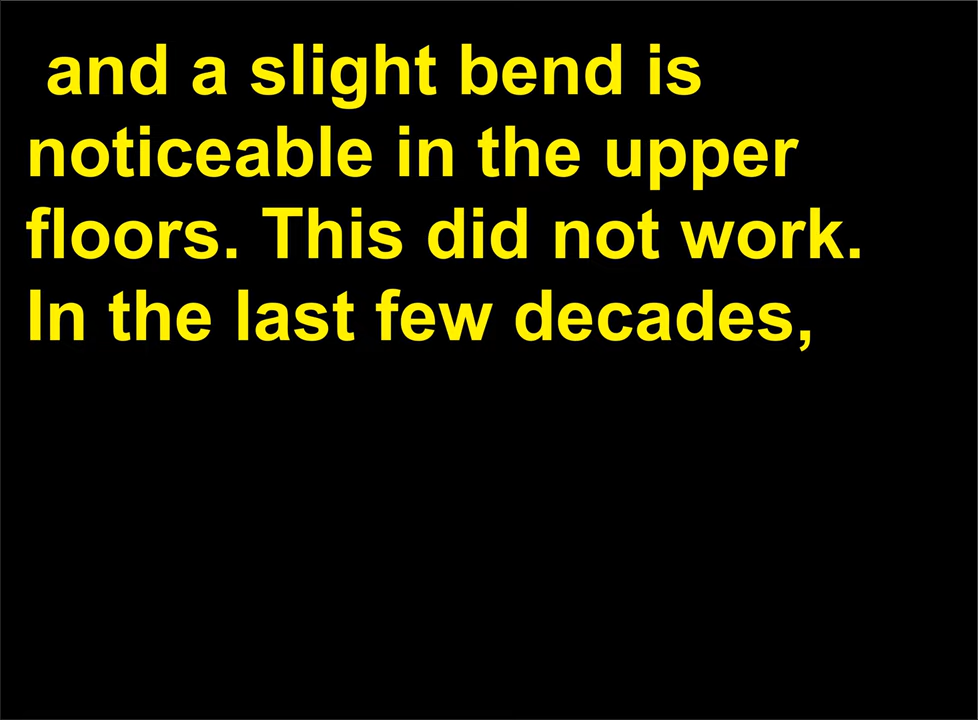 and a slight bend is
noticeable in the upper
floors. This did not work.
In the last few decades,